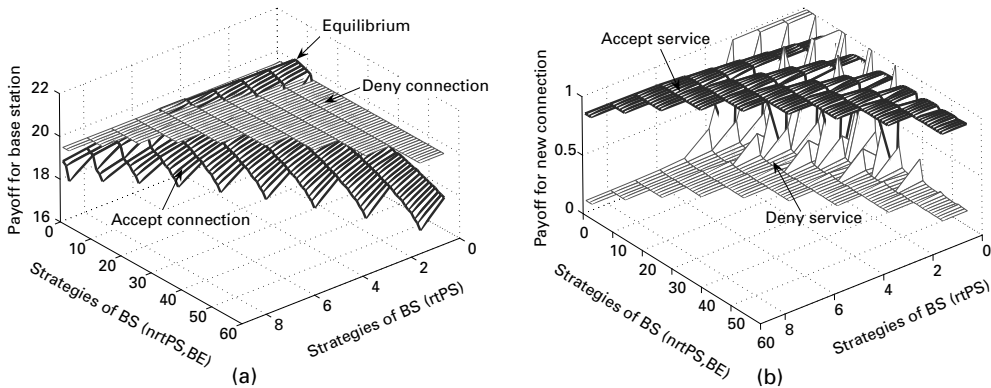 Equilibrium
Deny connection
Accept connection
Payoff for base station
22
20
18
16
0
10
20
30
40
50
60
Strategies of BS (nrtPS,BE)
8
6
4
2
0
Strategies of BS (rtPS)
(a)
Accept service
Deny service
Payoff for new connection
1
0.5
0
0
10
20
30
40
50
60
Strategies of BS (nrtPS,BE)
8
6
4
2
0
Strategies of BS (rtPS)
(b)